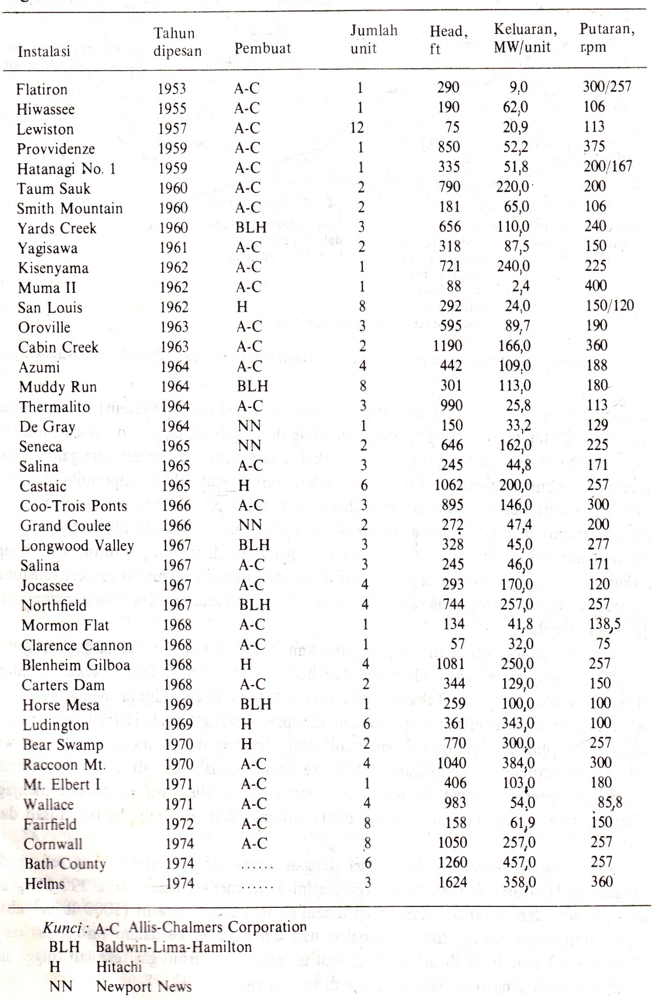 Instalasi Tahun dipesan Pembuat Jumlah unit Head, ft Keluaran, MW/unit Putaran, rpm
Flatiron 1953 A-C 1 290 9,0 300/257
Hiwassee 1955 A-C 1 190 62,0 106
Lewiston 1957 A-C 12 75 20,9 113
Provvidenze 1959 A-C 1 850 52,2 375
Hatanagi No. 1 1959 A-C 1 335 51,8 200/167
Taum Sauk 1960 A-C 2 790 220,0 200
Smith Mountain 1960 A-C 2 181 65,0 106
Yards Creek 1960 BLH 3 656 110,0 240
Yagisawa 1961 A-C 2 318 87,5 150
Kisenyama 1962 A-C 1 721 240,0 225
Muma II 1962 A-C 1 88 2,4 400
San Louis 1962 H 8 292 24,0 150/120
Oroville 1963 A-C 3 595 89,7 190
Cabin Creek 1963 A-C 2 1190 166,0 360
Azumi 1964 A-C 4 442 109,0 188
Muddy Run 1964 BLH 8 301 113,0 180
Thermalito 1964 A-C 3 990 25,8 113
De Gray 1964 NN 1 150 33,2 129
Seneca 1965 NN 2 646 162,0 225
Salina 1965 A-C 3 245 44,8 171
Castaic 1965 H 6 1062 200,0 257
Coo-Trois Ponts 1966 A-C 3 895 146,0 300
Grand Coulee 1966 NN 2 272 47,4 200
Longwood Valley 1967 BLH 3 328 45,0 277
Salina 1967 A-C 3 245 46,0 171
Jocassee 1967 A-C 4 293 170,0 120
Northfield 1967 BLH 4 744 257,0 257
Mormon Flat 1968 A-C 1 134 41,8 138,5
Clarence Cannon 1968 A-C 1 57 32,0 75
Blenheim Gilboa 1968 H 4 1081 250,0 257
Carters Dam 1968 A-C 2 344 129,0 150
Horse Mesa 1969 BLH 1 259 100,0 100
Ludington 1969 H 6 361 343,0 100
Bear Swamp 1970 H 2 770 300,0 257
Raccoon Mt. 1970 A-C 4 1040 384,0 300
Mt. Elbert I 1971 A-C 1 406 103,0 180
Wallace 1971 A-C 4 983 54,0 85,8
Fairfield 1972 A-C 8 158 61,9 150
Cornwall 1974 A-C 8 1050 257,0 257
Bath County 1974 ...... 6 1260 457,0 257
Helms 1974 ...... 3 1624 358,0 360
Kunci: A-C Allis-Chalmers Corporation
BLH Baldwin-Lima-Hamilton
H Hitachi
NN Newport News